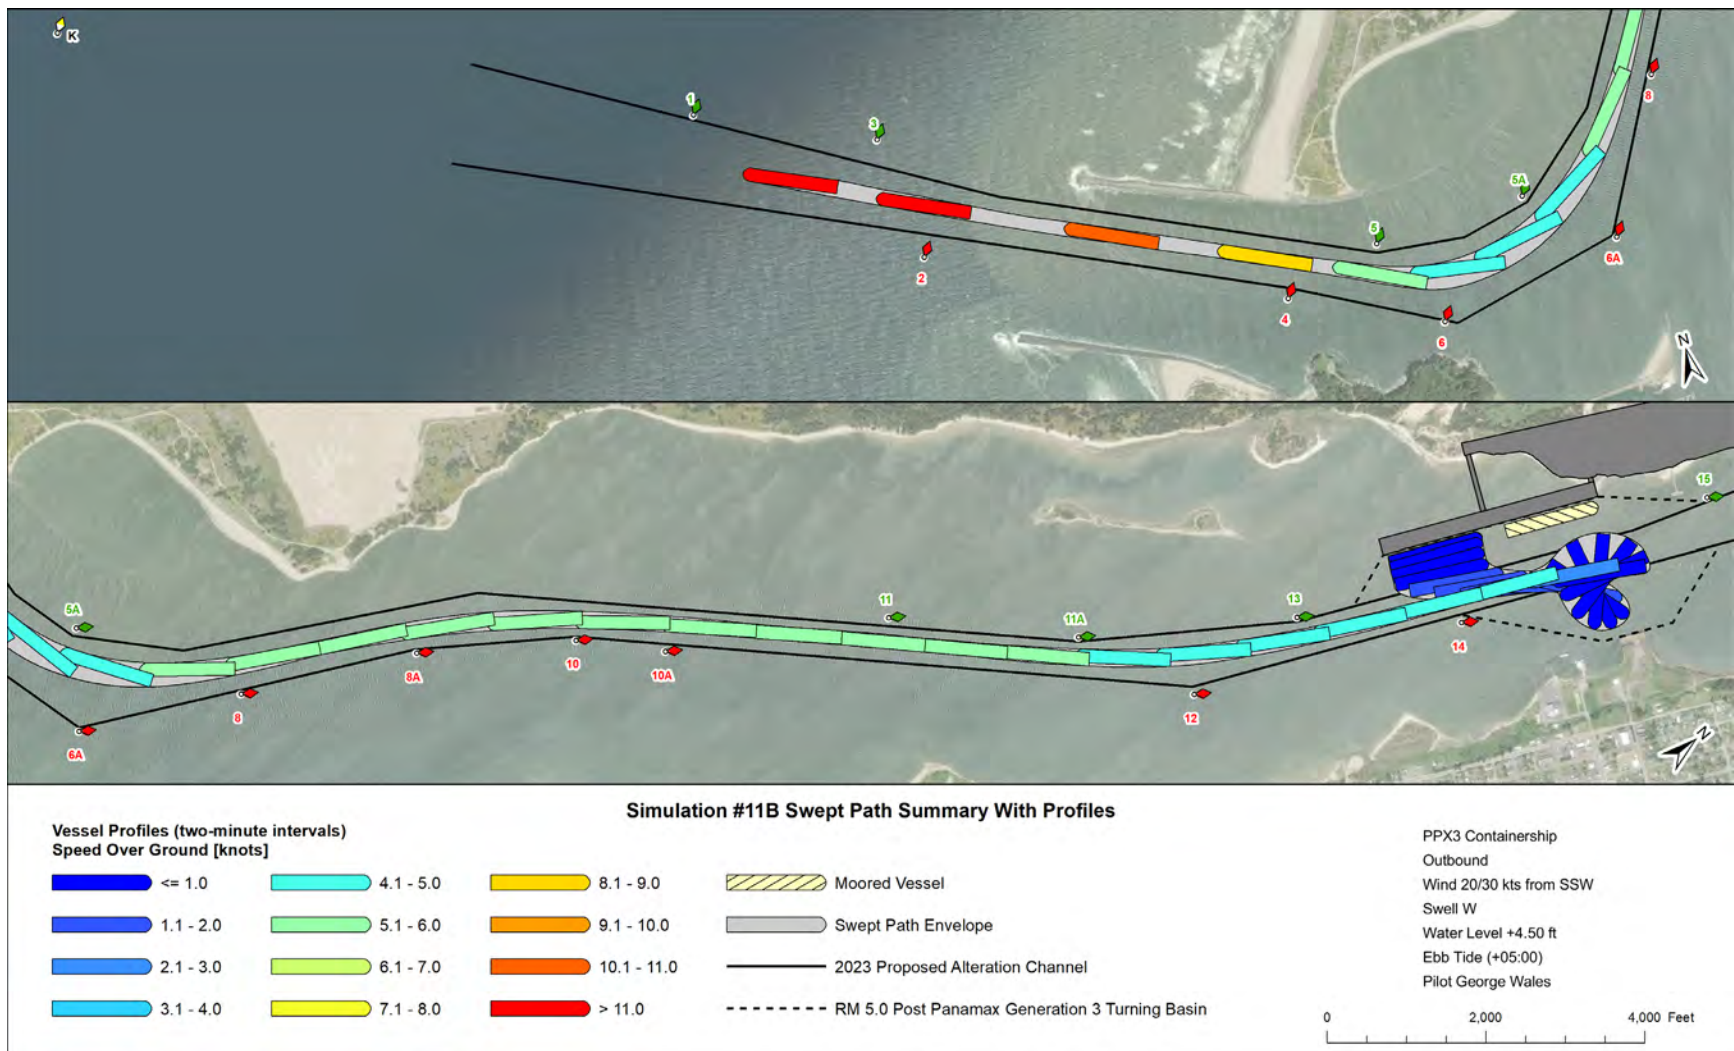 K
1
3
8
5A
5
2
4
6
6A
N
15
5A
11
11A
13
8A
10
10A
14
8
12
6A
N
Simulation #11B Swept Path Summary With Profiles
Vessel Profiles (two-minute intervals)
Speed Over Ground [knots]
<= 1.0
1.1 - 2.0
2.1 - 3.0
3.1 - 4.0
4.1 - 5.0
5.1 - 6.0
6.1 - 7.0
7.1 - 8.0
8.1 - 9.0
9.1 - 10.0
10.1 - 11.0
> 11.0
Moored Vessel
Swept Path Envelope
2023 Proposed Alteration Channel
RM 5.0 Post Panamax Generation 3 Turning Basin
PPX3 Containership
Outbound
Wind 20/30 kts from SSW
Swell W
Water Level +4.50 ft
Ebb Tide (+05:00)
Pilot George Wales
0 2,000 4,000 Feet